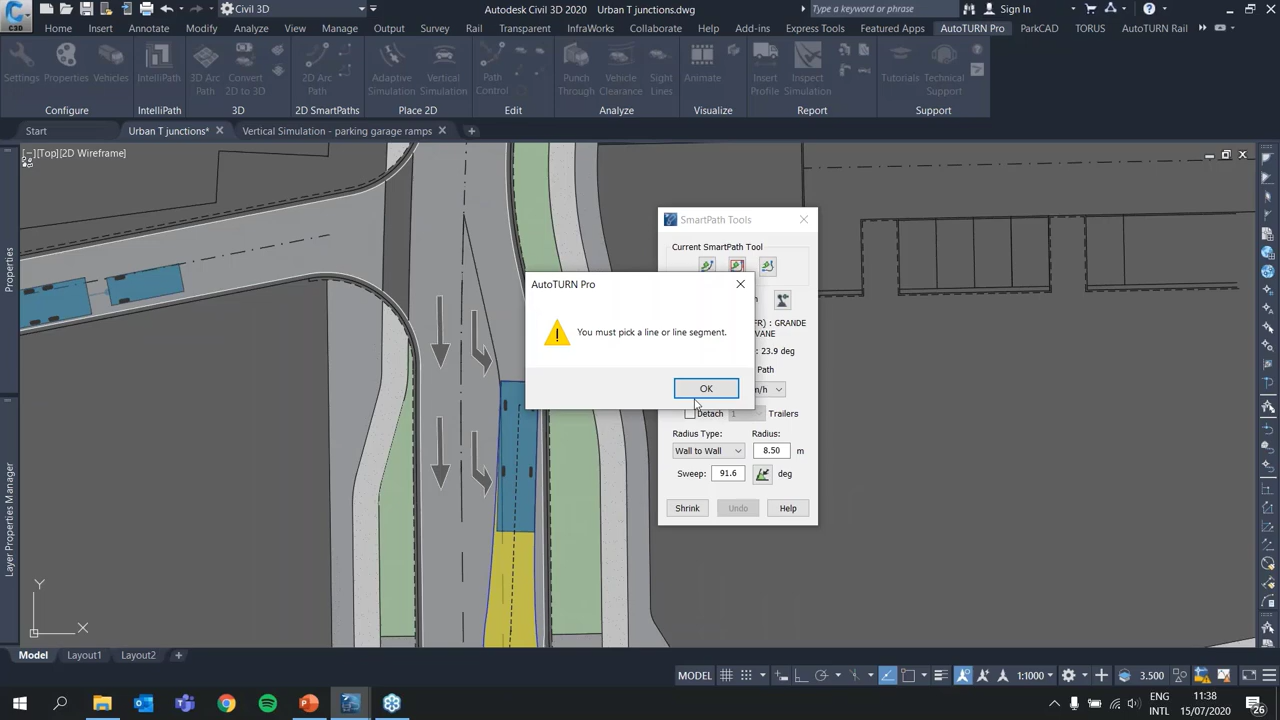 C3D
Civil 3D
Autodesk Civil 3D 2020 Urban T junctions.dwg
Type a keyword or phrase
Sign In
Home Insert Annotate Modify Analyze View Manage Output Survey Rail Transparent InfraWorks Collaborate Help Add-ins Express Tools Featured Apps AutoTURN Pro ParkCAD TORUS AutoTURN Rail
Settings Properties Vehicles
IntelliPath
3D Arc Path
Convert 2D to 3D
2D Arc Path
Adaptive Simulation
Vertical Simulation
Path Control
Punch Through
Vehicle Clearance
Sight Lines
Animate
Insert Profile
Inspect Simulation
Tutorials
Technical Support
Configure IntelliPath 3D 2D SmartPaths Place 2D Edit Analyze Visualize Report Support
Start Urban T junctions* Vertical Simulation - parking garage ramps
[−][Top][2D Wireframe]
Properties
Layer Properties Manager
SmartPath Tools
Current SmartPath Tool
AutoTURN Pro
You must pick a line or line segment.
OK
FR) : GRANDE
VANE
: 23.9 deg
Path
m/h
Detach 1 Trailers
Radius Type: Radius:
Wall to Wall 8.50 m
Sweep: 91.6 deg
Shrink Undo Help
Y
X
Model Layout1 Layout2 +
MODEL 1:1000 3.500
ENG
INTL
11:38
15/07/2020
26